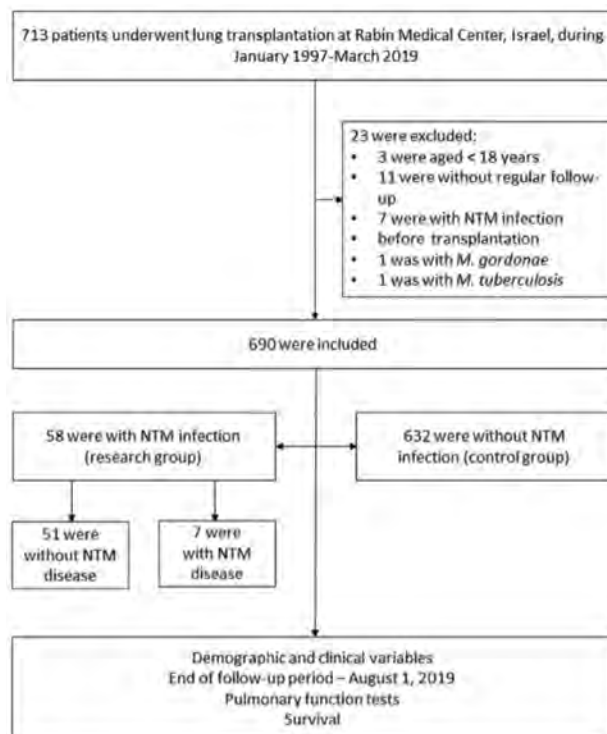 713 patients underwent lung transplantation at Rabin Medical Center, Israel, during
January 1997-March 2019
23 were excluded:
• 3 were aged < 18 years
• 11 were without regular follow-
up
• 7 were with NTM infection
• before transplantation
• 1 was with M. gordonae
• 1 was with M. tuberculosis
690 were included
58 were with NTM infection
(research group)
632 were without NTM
infection (control group)
51 were
without NTM
disease
7 were
with NTM
disease
Demographic and clinical variables
End of follow-up period – August 1, 2019
Pulmonary function tests
Survival